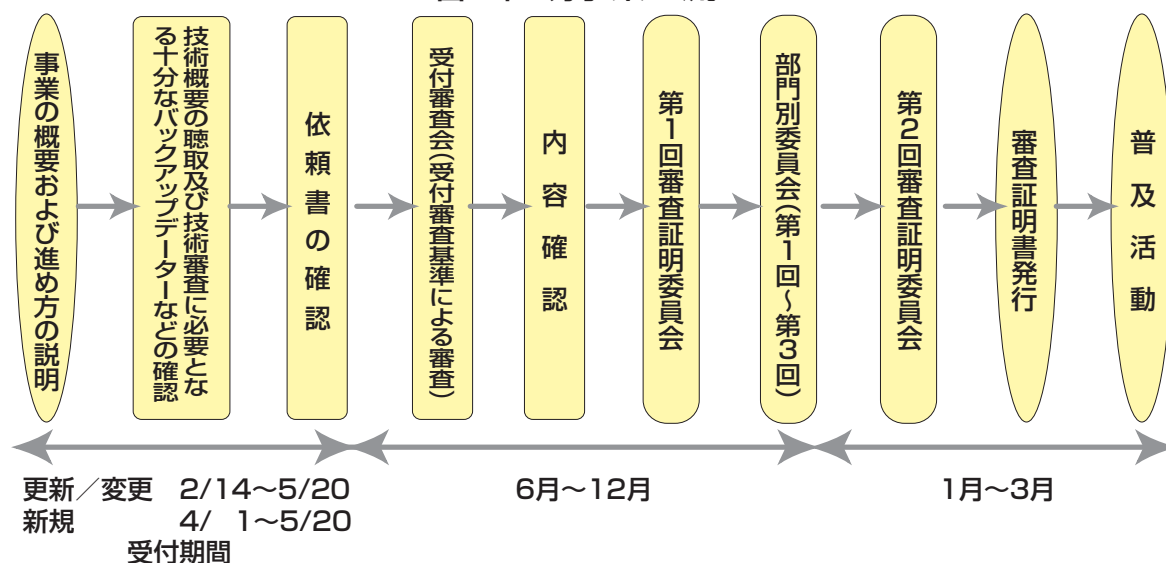 事業の概要および進め方の説明
技術概要の聴取及び技術審査に必要とな
る十分なバックアップデーターなどの確認
依頼書の確認
受付審査会(受付審査基準による審査)
内容確認
第1回審査証明委員会
部門別委員会(第1回〜第3回)
第2回審査証明委員会
審査証明書発行
普及活動
更新／変更 2/14〜5/20
新規 4/ 1〜5/20
受付期間
6月〜12月
1月〜3月